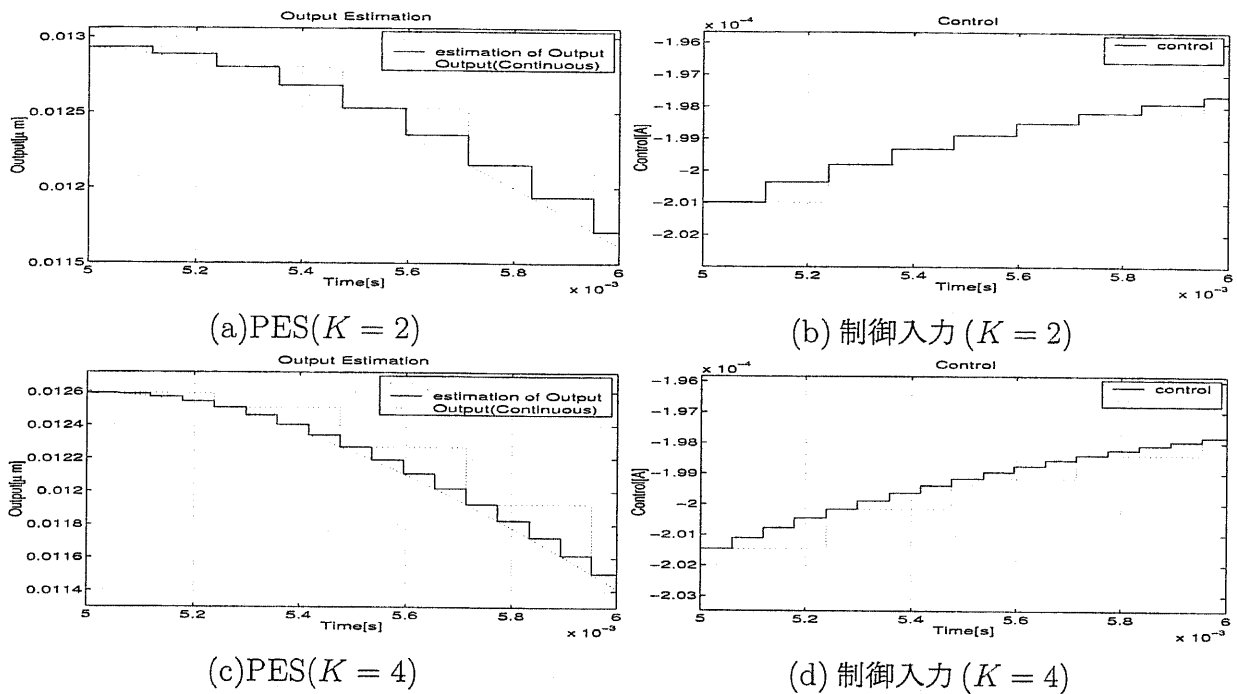 Output Estimation
0.013
0.0125
0.012
0.0115
Output[μ m]
estimation of Output
Output(Continuous)
5
5.2
5.4
5.6
5.8
6
Time[s]
× 10⁻³
(a)PES(K = 2)
× 10⁻⁴
Control
−1.96
−1.97
−1.98
−1.99
−2
−2.01
−2.02
Control[A]
control
5
5.2
5.4
5.6
5.8
6
Time[s]
× 10⁻³
(b) 制御入力 (K = 2)
Output Estimation
0.0126
0.0124
0.0122
0.012
0.0118
0.0116
0.0114
Output[μ m]
estimation of Output
Output(Continuous)
5
5.2
5.4
5.6
5.8
6
Time[s]
× 10⁻³
(c)PES(K = 4)
× 10⁻⁴
Control
−1.96
−1.97
−1.98
−1.99
−2
−2.01
−2.02
−2.03
Control[A]
control
5
5.2
5.4
5.6
5.8
6
Time[s]
× 10⁻³
(d) 制御入力 (K = 4)